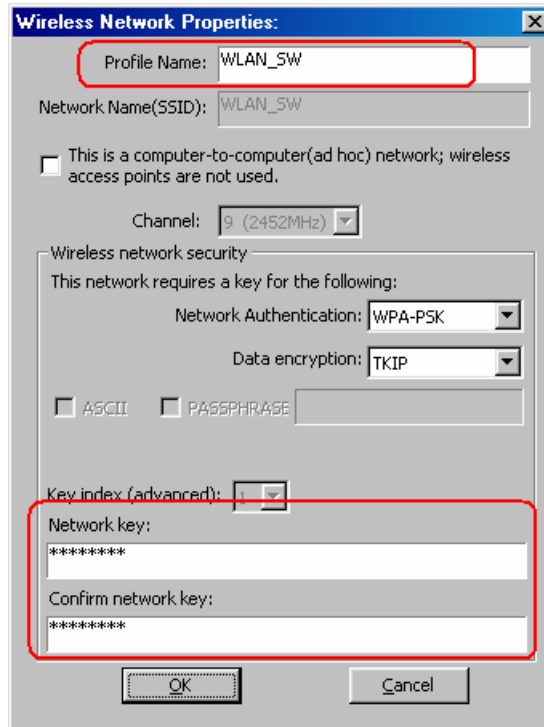 Wireless Network Properties:
Profile Name: WLAN_SW
Network Name(SSID): WLAN_SW
This is a computer-to-computer(ad hoc) network; wireless
access points are not used.
Channel: 9 (2452MHz)
Wireless network security
This network requires a key for the following:
Network Authentication: WPA-PSK
Data encryption: TKIP
ASCII PASSPHRASE
Key index (advanced): 1
Network key:
********
Confirm network key:
********
OK Cancel